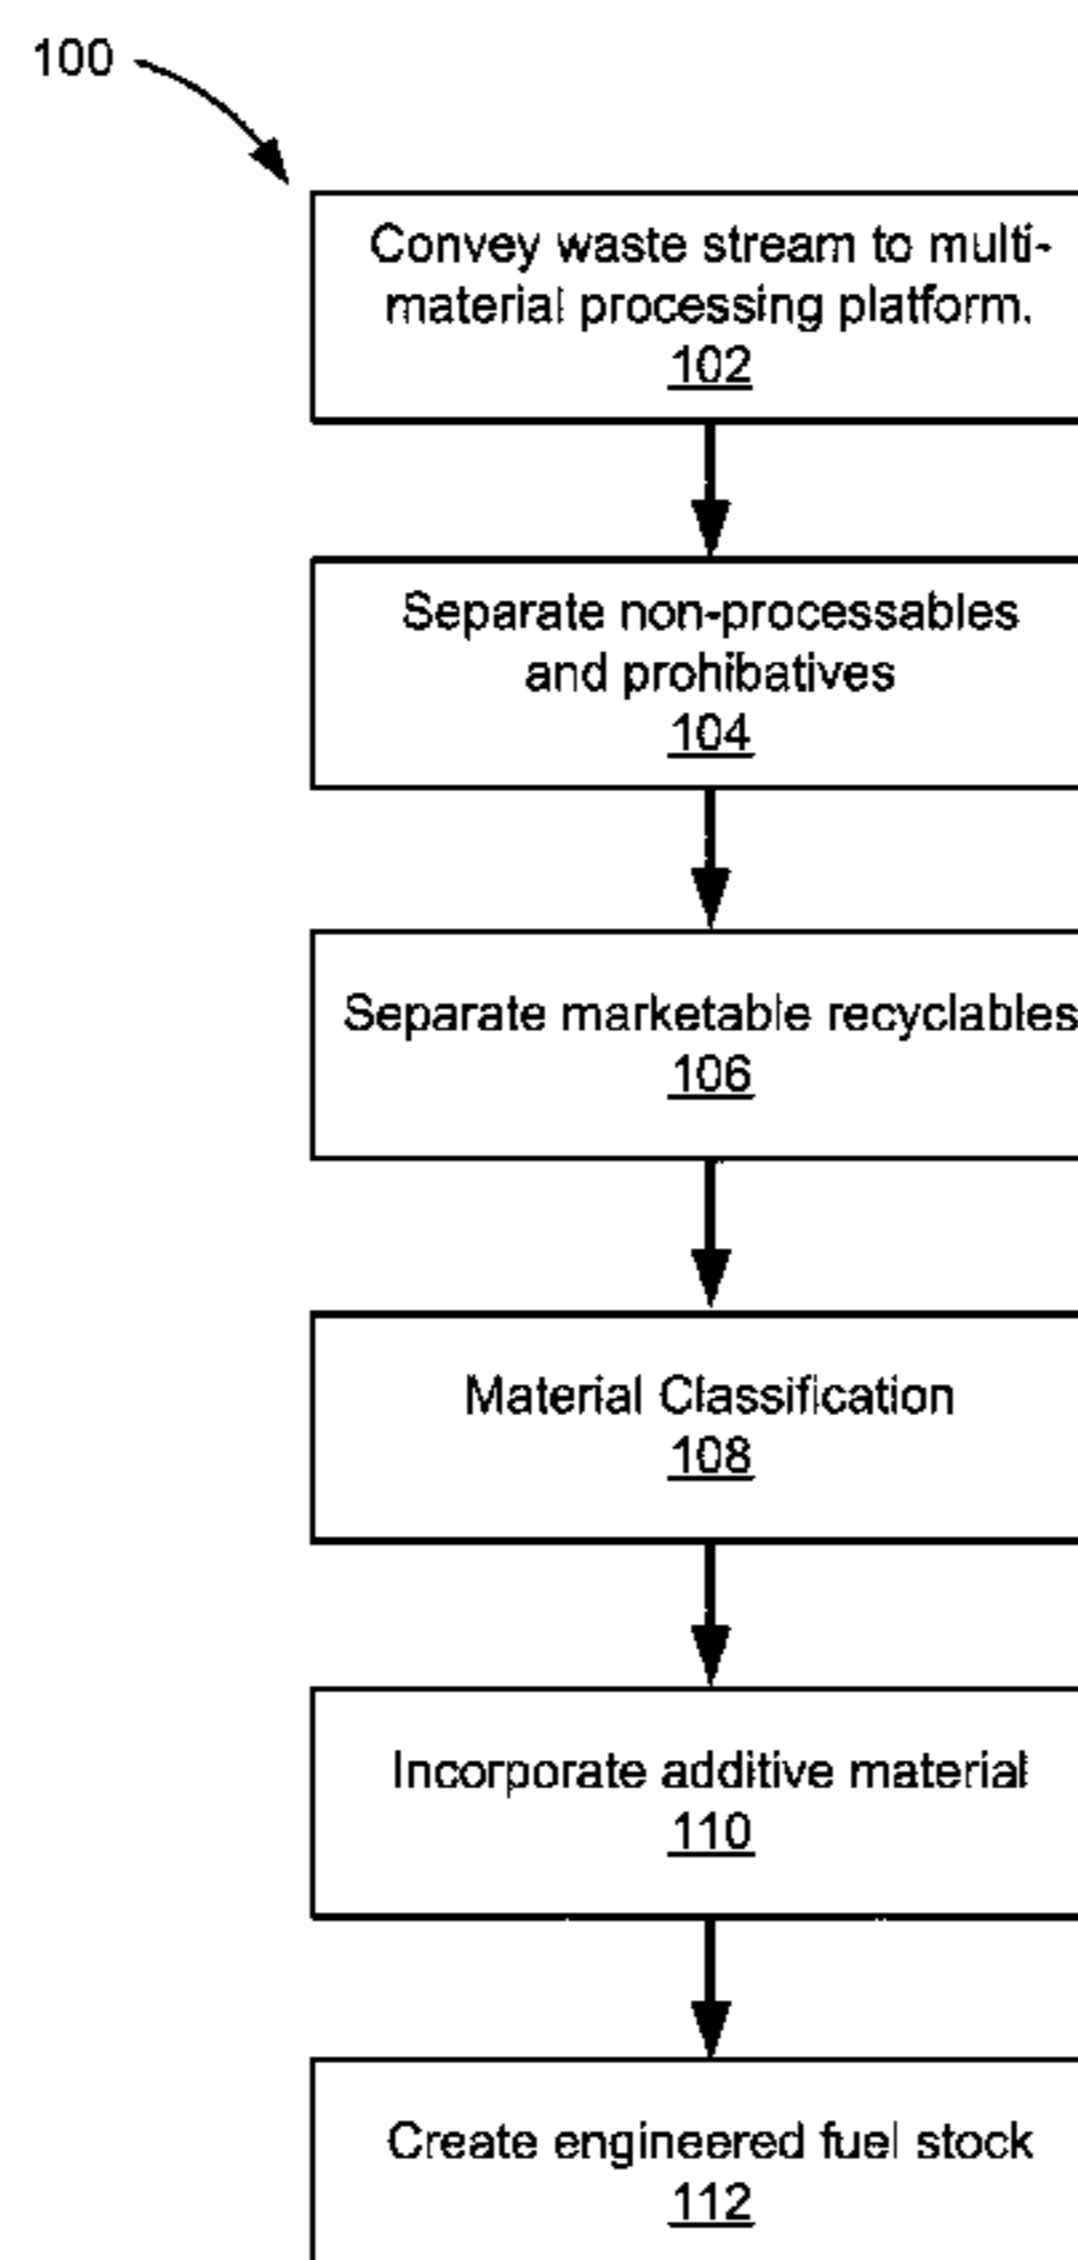 100
Convey waste stream to multi-
material processing platform.
102
Separate non-processables
and prohibatives
104
Separate marketable recyclables
106
Material Classification
108
Incorporate additive material
110
Create engineered fuel stock
112